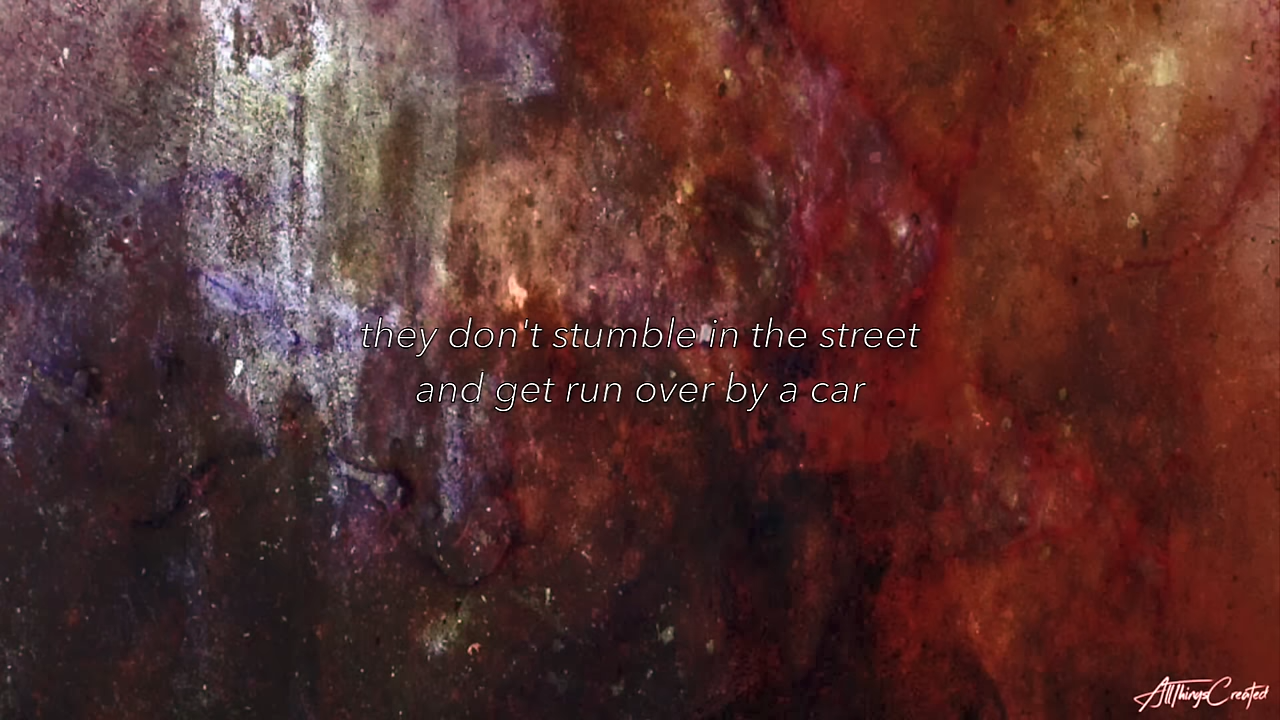 they don't stumble in the street
and get run over by a car
AllThingsCreated